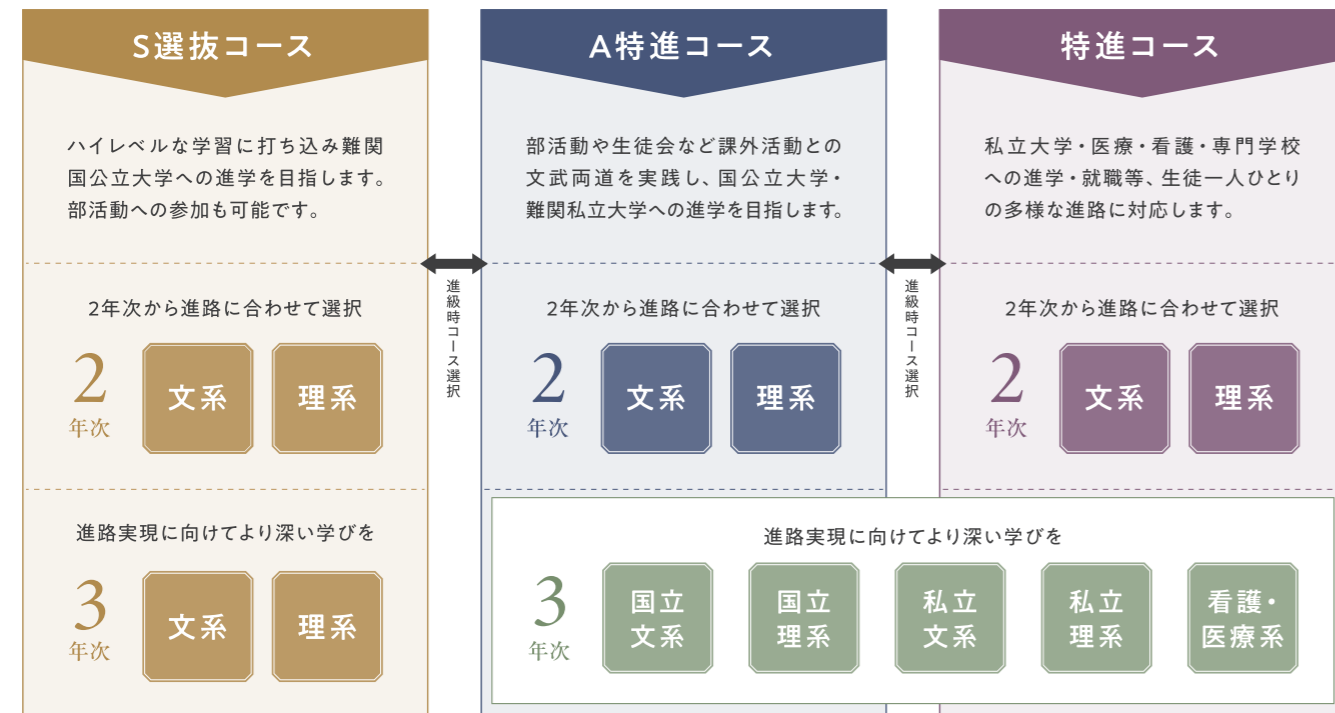 S選抜コース
ハイレベルな学習に打ち込み難関
国公立大学への進学を目指します。
部活動への参加も可能です。
2年次から進路に合わせて選択
2
年次
文系
理系
進路実現に向けてより深い学びを
3
年次
文系
理系
進級時コース選択
A特進コース
部活動や生徒会など課外活動との
文武両道を実践し、国公立大学・
難関私立大学への進学を目指します。
2年次から進路に合わせて選択
2
年次
文系
理系
進級時コース選択
特進コース
私立大学・医療・看護・専門学校
への進学・就職等、生徒一人ひとり
の多様な進路に対応します。
2年次から進路に合わせて選択
2
年次
文系
理系
進路実現に向けてより深い学びを
3
年次
国立
文系
国立
理系
私立
文系
私立
理系
看護・
医療系